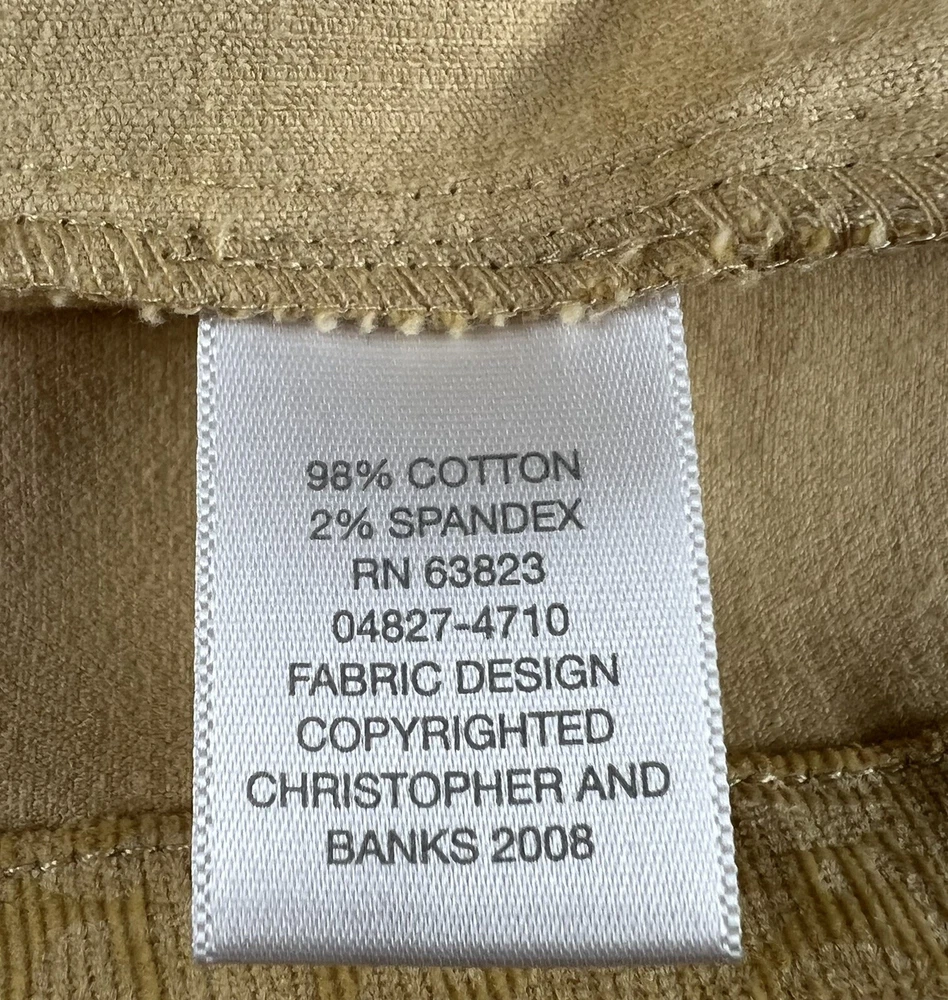 98% COTTON
2% SPANDEX
RN 63823
04827-4710
FABRIC DESIGN
COPYRIGHTED
CHRISTOPHER AND
BANKS 2008